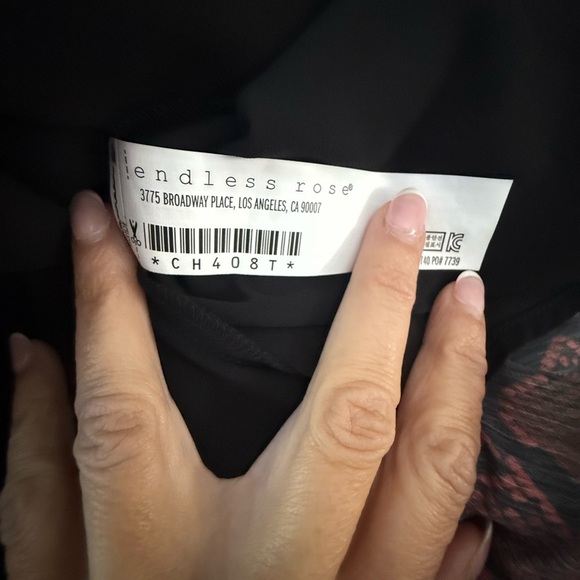 endless rose®
3775 BROADWAY PLACE, LOS ANGELES, CA 90007
*CH408T*
PO# 7739